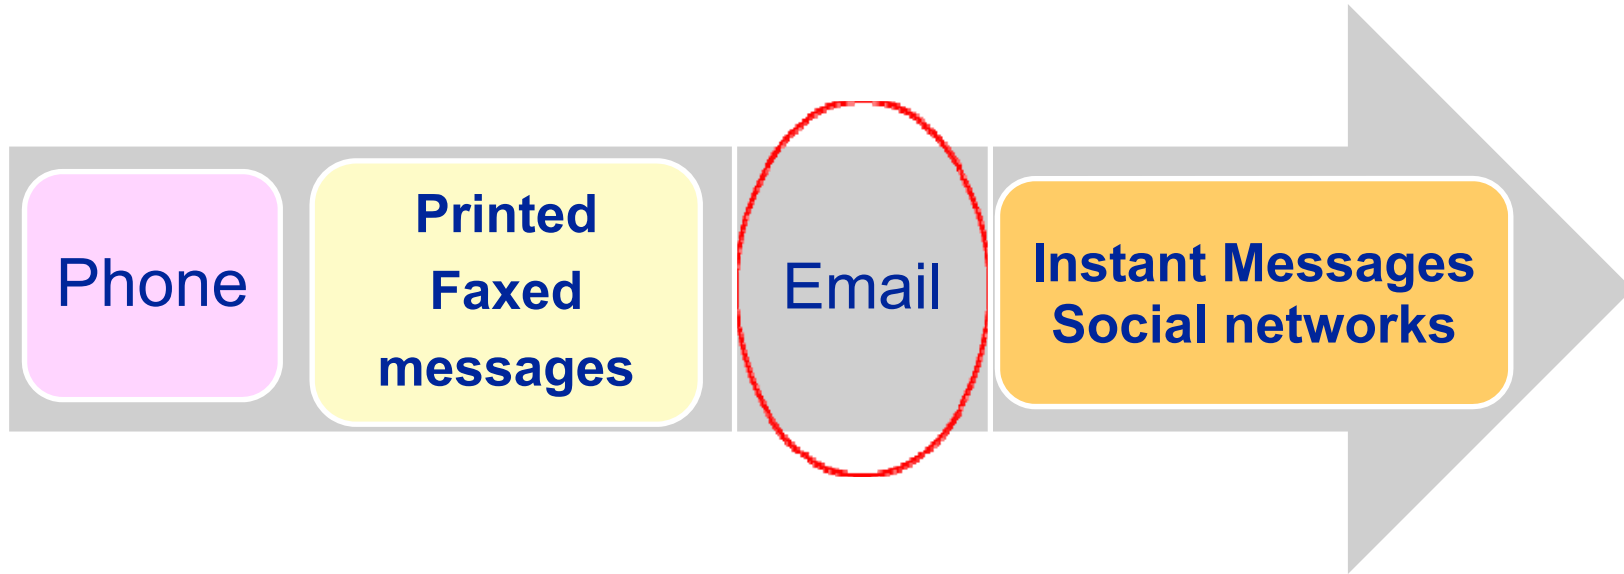 Phone
Printed
Faxed
messages
Email
Instant Messages
Social networks